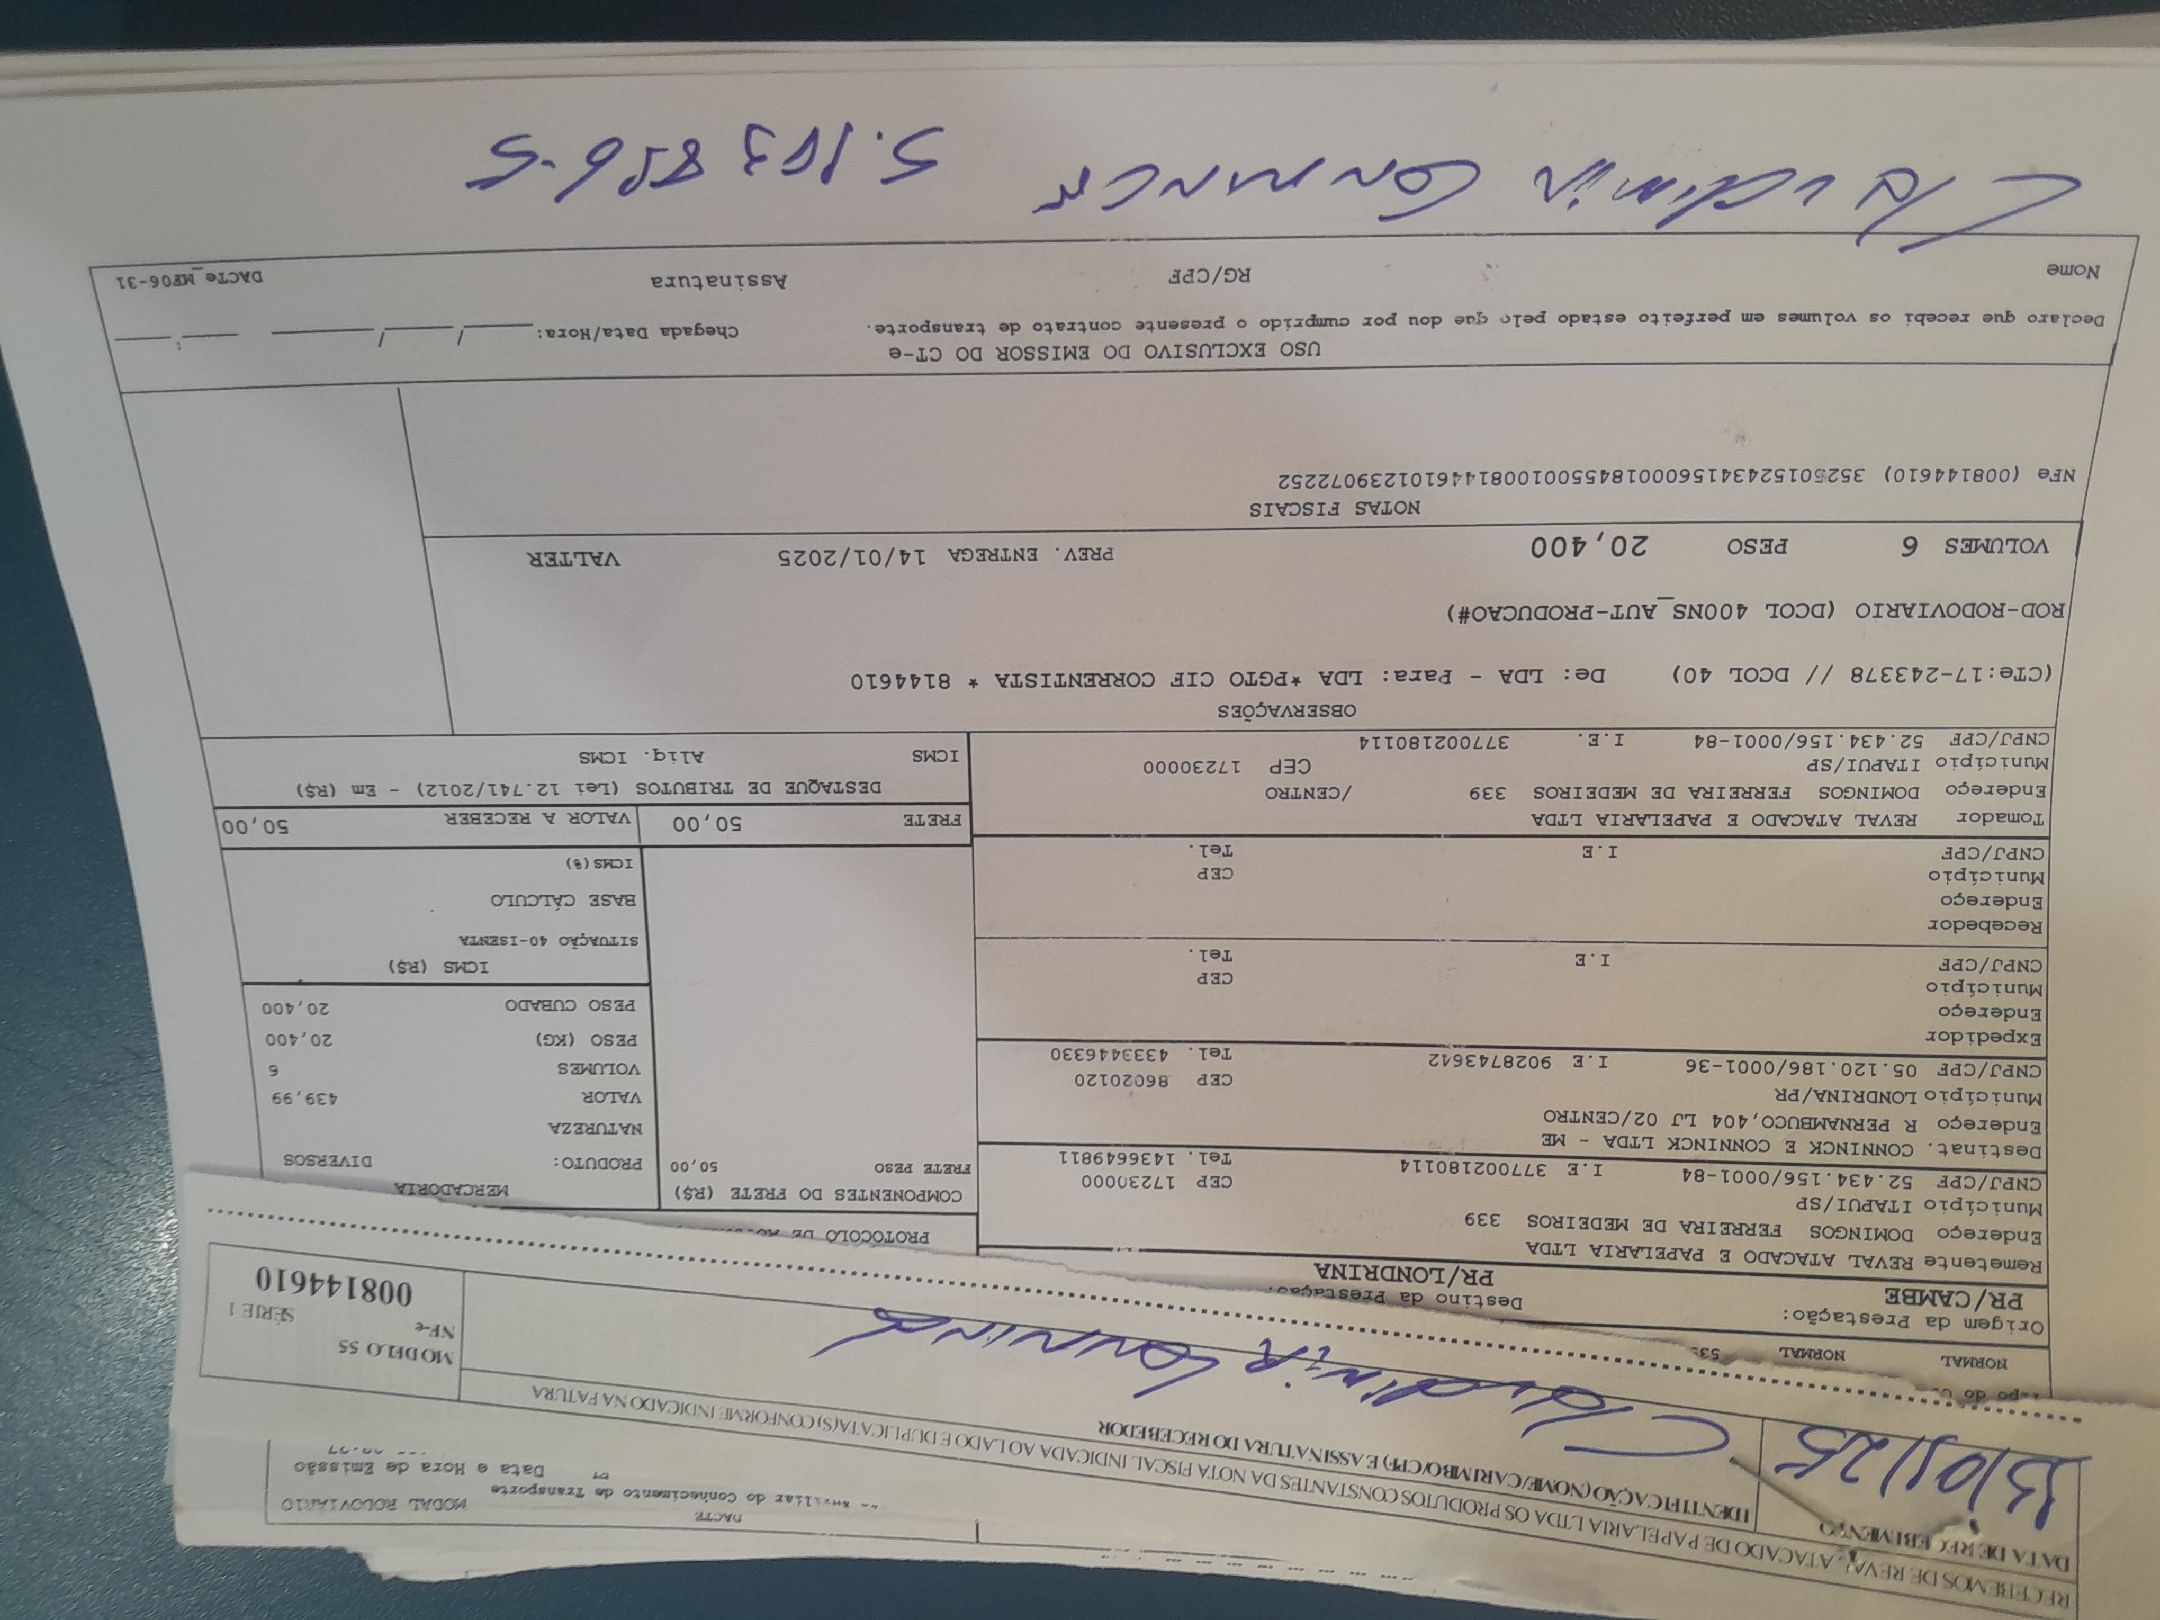 RECEBEMOS DE REVAL ATACADO DE PAPELARIA LTDA OS PRODUTOS CONSTANTES DA NOTA FISCAL INDICADA AO LADO E DUPLICATA(S) CONFORME INDICADO NA FATURA
DATA DE RECEBIMENTO
IDENTIFICAÇÃO (NOME/CARIMBO/CPF) E ASSINATURA DO RECEBEDOR
MODELO 55
NF-e
SÉRIE 1
008144610
DACTE
Auxiliar do Conhecimento de Transporte
MODAL RODOVIÁRIO
Data e Hora de Emissão
NORMAL NORMAL
Origem da Prestação:
PR/CAMBE
Destino da Prestação:
PR/LONDRINA
Remetente REVAL ATACADO E PAPELARIA LTDA
Endereço DOMINGOS FERREIRA DE MEDEIROS 339
Município ITAPUI/SP CEP 17230000
CNPJ/CPF 52.434.156/0001-84 I.E 377002180114 Tel. 1436649811
Destinat. CONNINCK E CONNINCK LTDA - ME
Endereço R PERNAMBUCO,404 LJ 02/CENTRO
Município LONDRINA/PR CEP 86020120
CNPJ/CPF 05.120.186/0001-36 I.E 9028743642 Tel. 4333446330
Expedidor
Endereço
Município CEP
CNPJ/CPF I.E Tel.
Recebedor
Endereço
Município CEP
CNPJ/CPF I.E Tel.
Tomador REVAL ATACADO E PAPELARIA LTDA
Endereço DOMINGOS FERREIRA DE MEDEIROS 339 /CENTRO
Município ITAPUI/SP CEP 17230000
CNPJ/CPF 52.434.156/0001-84 I.E. 377002180114
PROTOCOLO DE
COMPONENTES DO FRETE (R$)
FRETE PESO 50,00
MERCADORIA
PRODUTO: DIVERSOS
NATUREZA
VALOR 439,99
VOLUMES 6
PESO (KG) 20,400
PESO CUBADO 20,400
ICMS (R$)
SITUAÇÃO 40-ISENTA
BASE CÁLCULO
ICMS(%)
FRETE 50,00 VALOR A RECEBER 50,00
DESTAQUE DE TRIBUTOS (Lei 12.741/2012) - Em (R$)
ICMS Aliq. ICMS
OBSERVAÇÕES
(CTe:17-243378 // DCOL 40) De: LDA - Para: LDA *PGTO CIF CORRENTISTA * 8144610
ROD-RODOVIARIO (DCOL 400NS_AUT-PRODUCAO#)
VOLUMES 6 PESO 20,400 PREV. ENTREGA 14/01/2025 VALTER
NOTAS FISCAIS
NFe (008144610) 35250152434156000184550010081446101239072252
USO EXCLUSIVO DO EMISSOR DO CT-e
Declaro que recebi os volumes em perfeito estado pelo que dou por cumprido o presente contrato de transporte. Chegada Data/Hora: ____/____/____ ___:___
Nome RG/CPF Assinatura DACTe_MF06-31